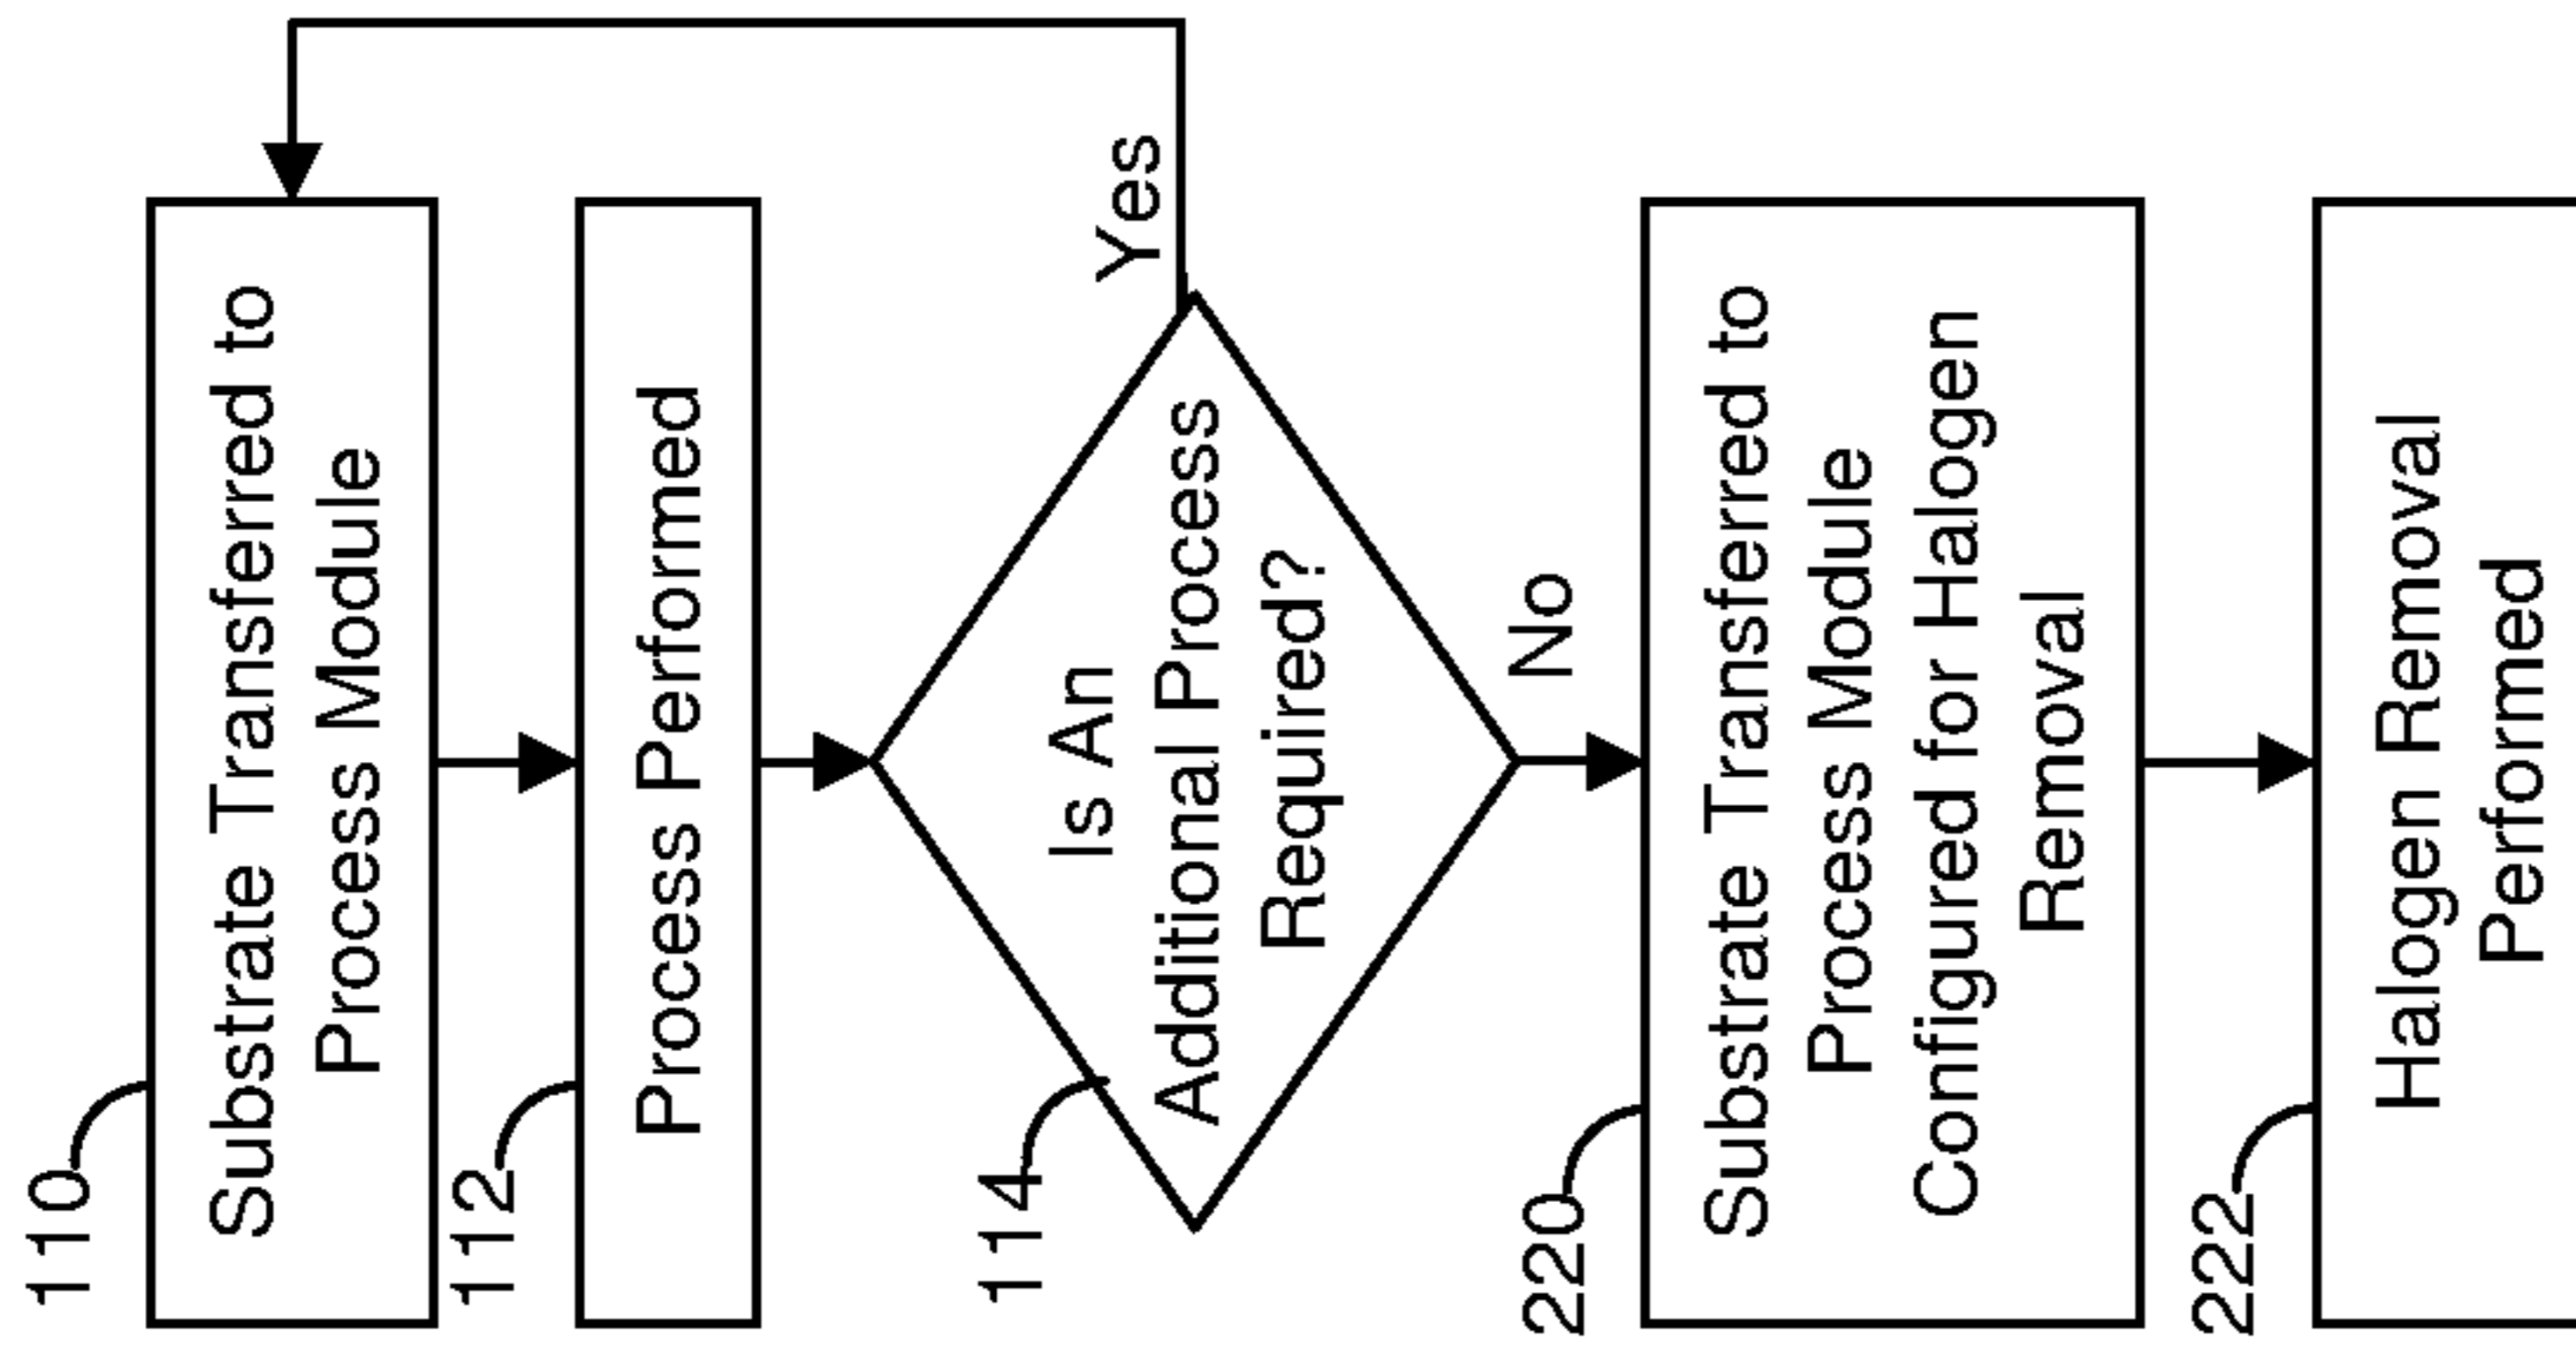 110
Substrate Transferred to
Process Module
112
Process Performed
114
Is An
Additional Process
Required?
Yes
No
220
Substrate Transferred to
Process Module
Configured for Halogen
Removal
222
Halogen Removal
Performed